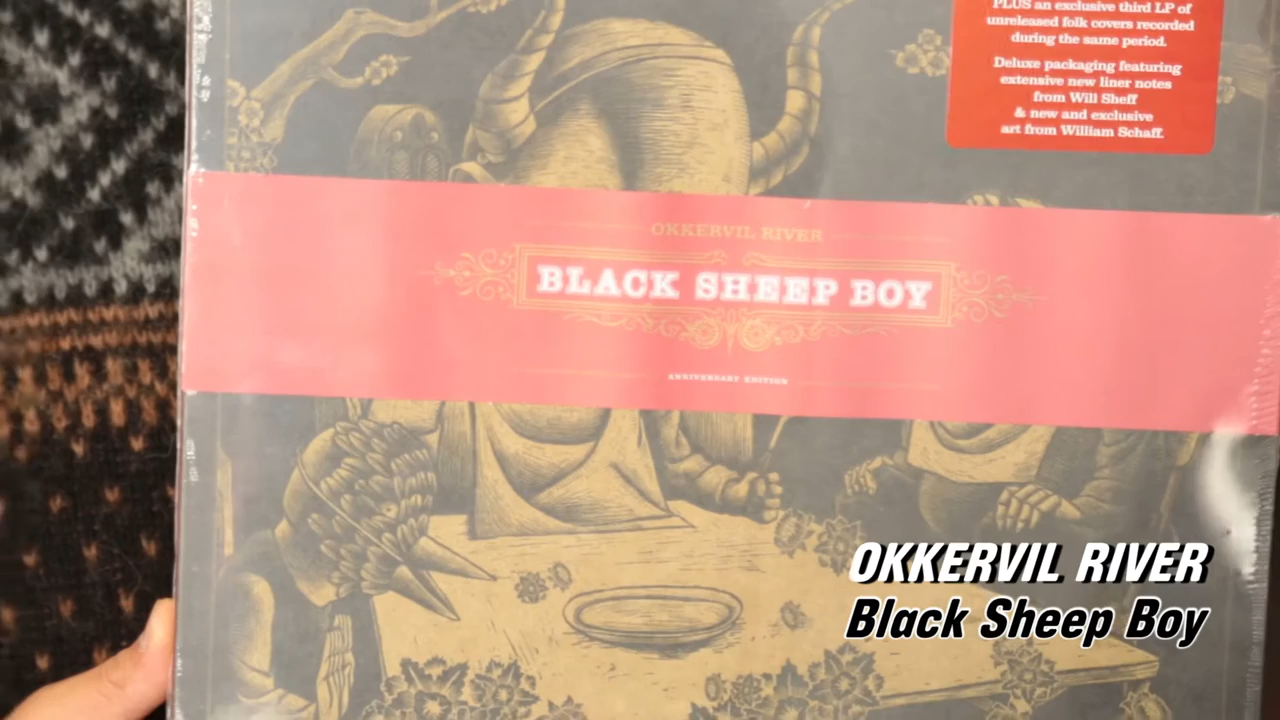 PLUS an exclusive third LP of
unreleased folk covers recorded
during the same period.
Deluxe packaging featuring
extensive new liner notes
from Will Sheff
& new and exclusive
art from William Schaff.
OKKERVIL RIVER
BLACK SHEEP BOY
ANNIVERSARY EDITION
OKKERVIL RIVER
Black Sheep Boy